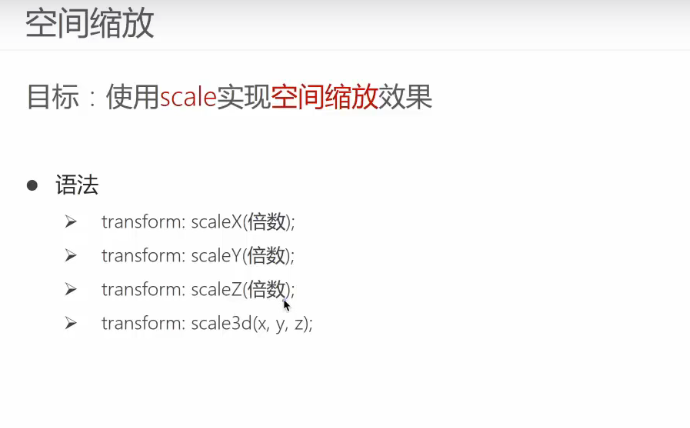 空间缩放
目标：使用scale实现空间缩放效果
语法
transform: scaleX(倍数);
transform: scaleY(倍数);
transform: scaleZ(倍数);
transform: scale3d(x, y, z);